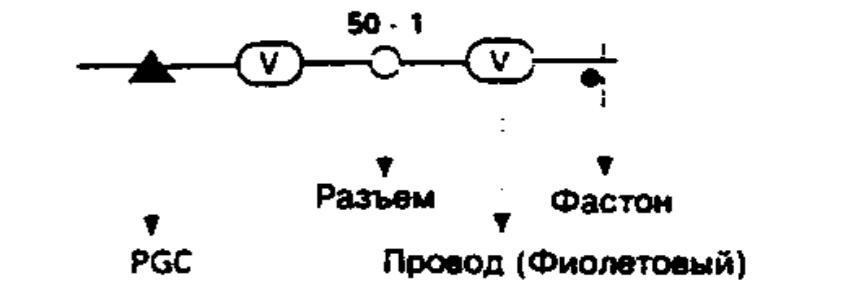 50 - 1
V V
Разъем
Фастон
PGC
Провод (Фиолетовый)